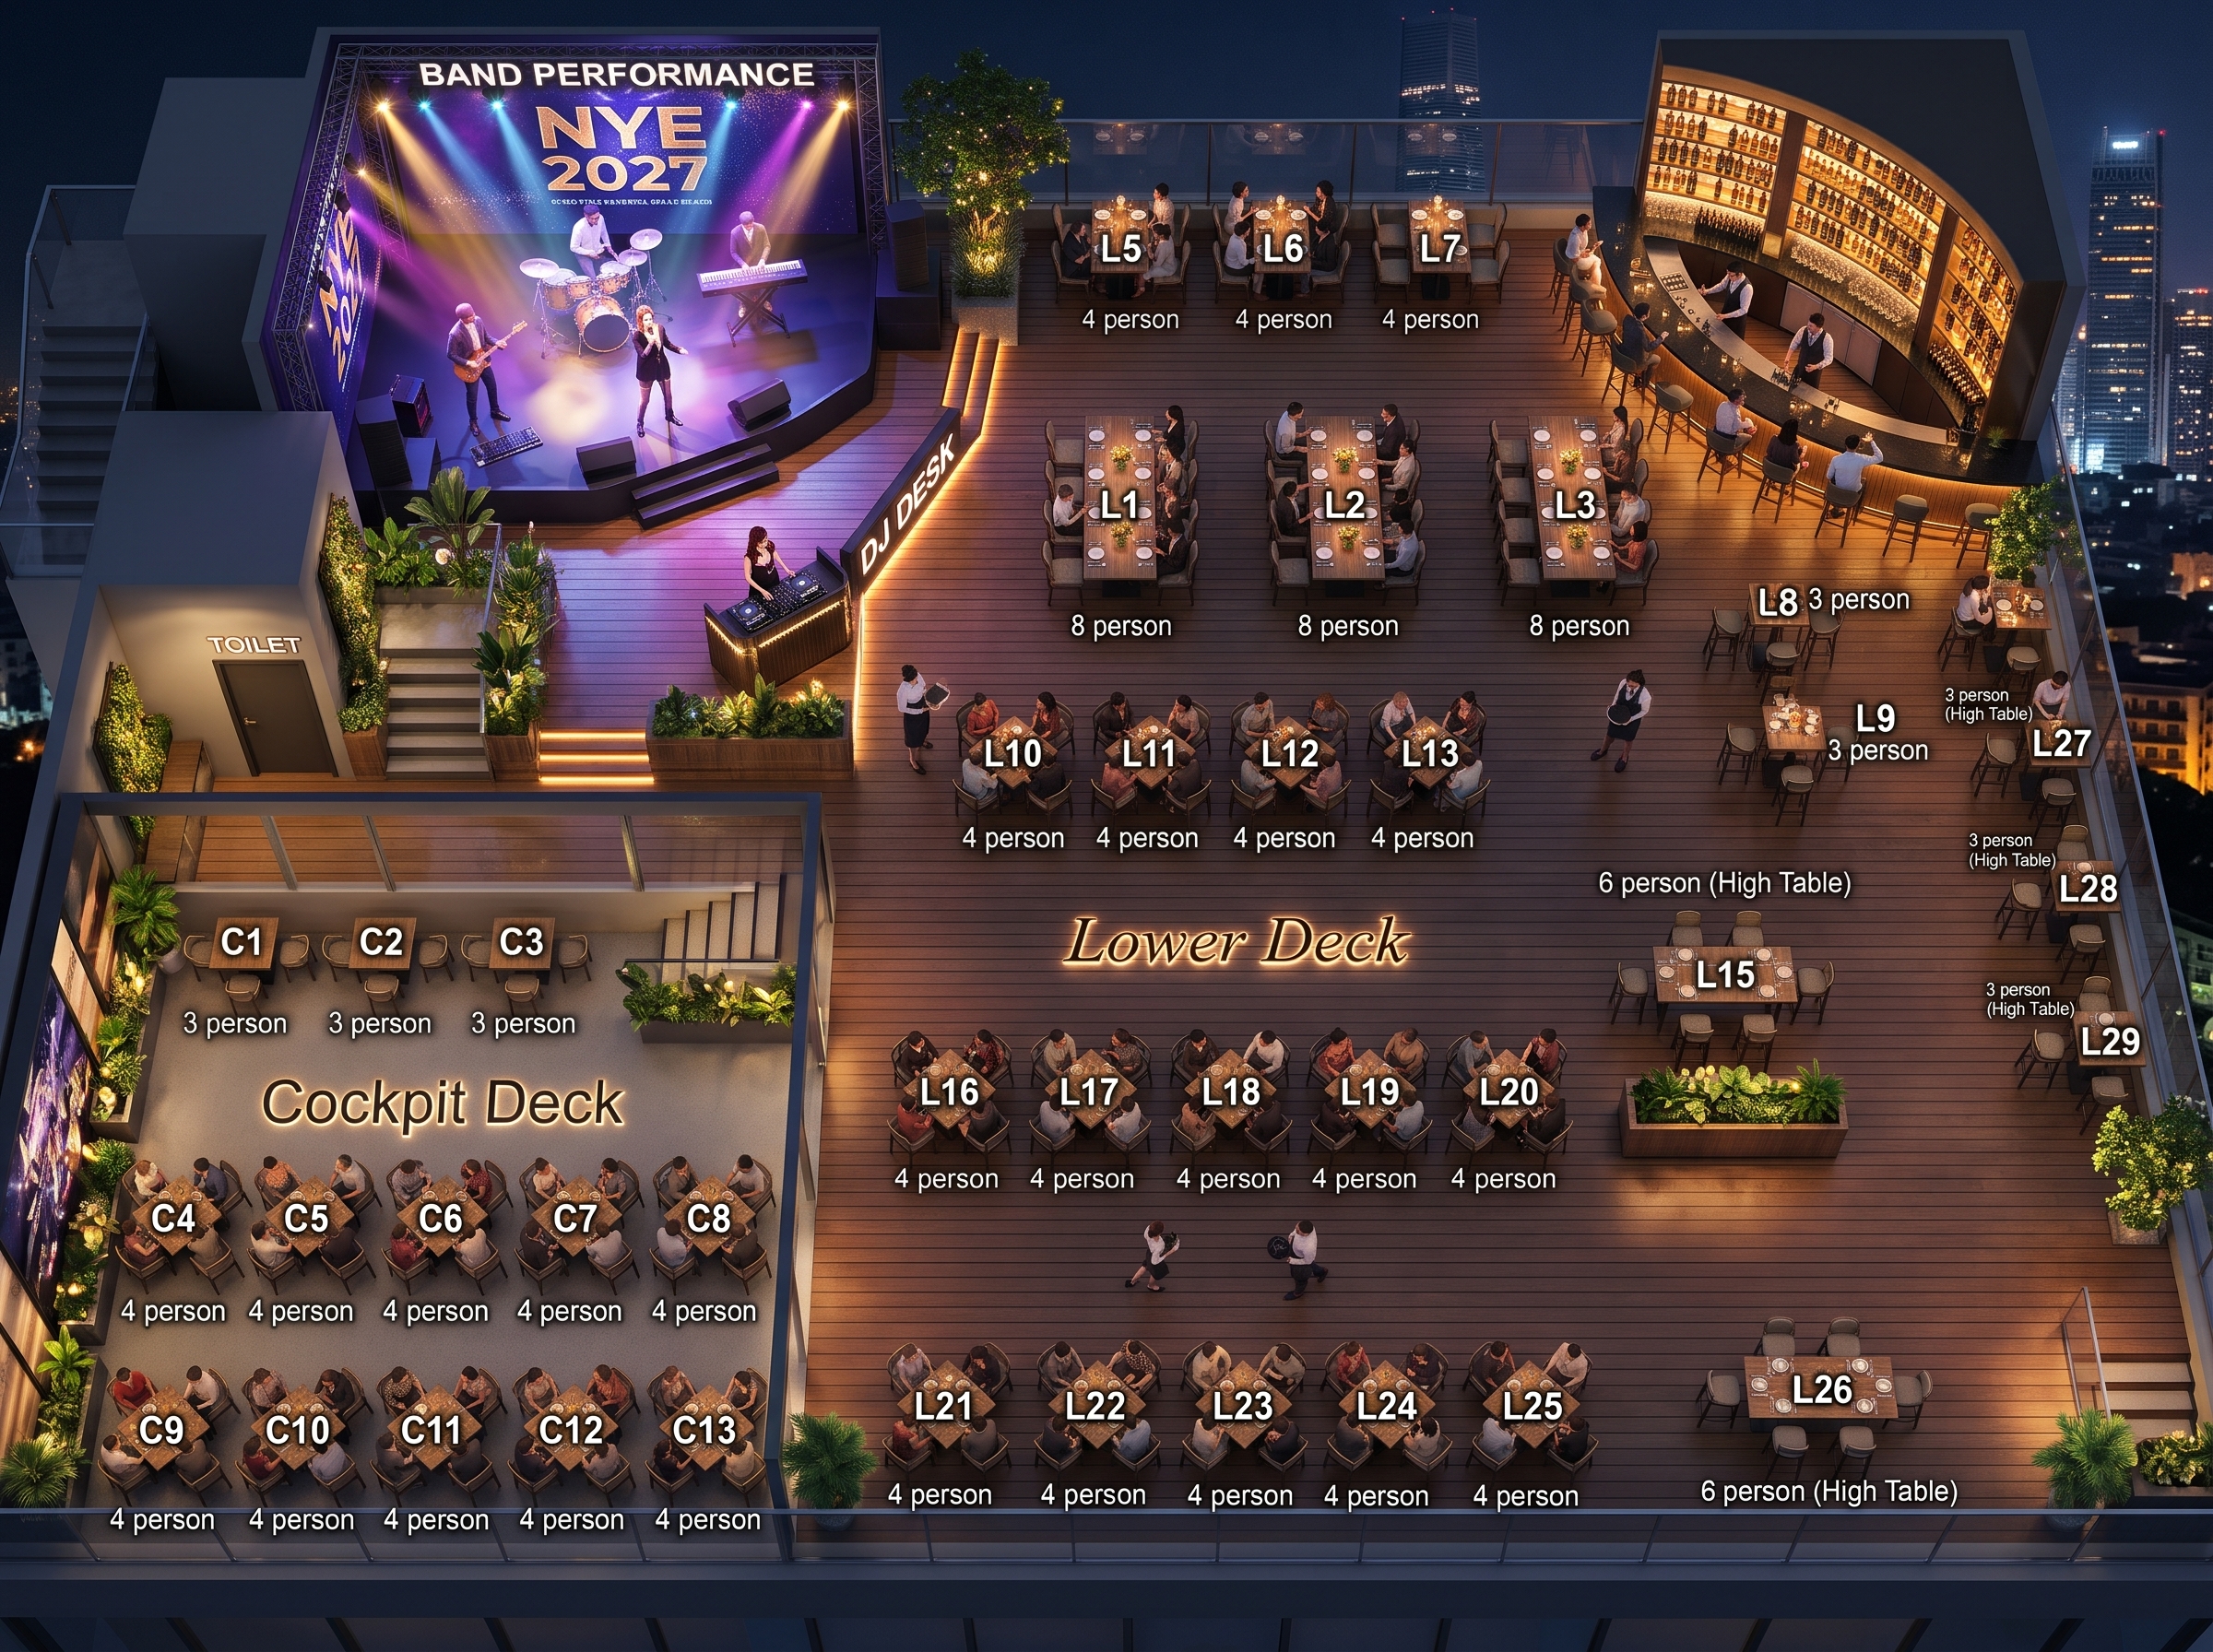 BAND PERFORMANCE
NYE
2027
L5
L6
L7
4 person
4 person
4 person
DJ DESK
L1
L2
L3
8 person
8 person
8 person
L8 3 person
TOILET
L9
3 person
3 person
(High Table)
L27
L10
L11
L12
L13
4 person
4 person
4 person
4 person
3 person
(High Table)
L28
6 person (High Table)
Lower Deck
L15
3 person
(High Table)
L29
C1
C2
C3
3 person
3 person
3 person
Cockpit Deck
L16
L17
L18
L19
L20
4 person
4 person
4 person
4 person
4 person
C4
C5
C6
C7
C8
4 person
4 person
4 person
4 person
4 person
L21
L22
L23
L24
L25
L26
4 person
4 person
4 person
4 person
4 person
6 person (High Table)
C9
C10
C11
C12
C13
4 person
4 person
4 person
4 person
4 person